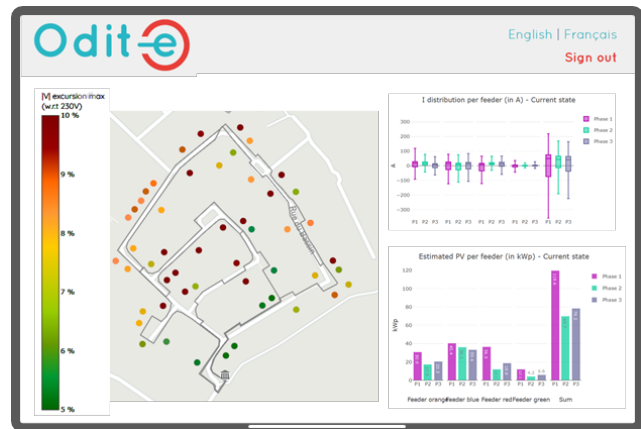 Odit-e
English | Français
Sign out
|V| excursion max
(w.r.t 230V)
10 %
9 %
8 %
7 %
6 %
5 %
I distribution per feeder (in A) - Current state
300
200
100
0
−100
−200
−300
A
P1 P2 P3 P1 P2 P3 P1 P2 P3 P1 P2 P3 P1 P2 P3 P1 P2 P3
Phase 1
Phase 2
Phase 3
Estimated PV per feeder (in kWp) - Current state
120
100
80
60
40
20
0
kWp
P1 P2 P3 P1 P2 P3 P1 P2 P3 P1 P2 P3 P1 P2 P3
Feeder orange Feeder blue Feeder red Feeder green Sum
Phase 1
Phase 2
Phase 3